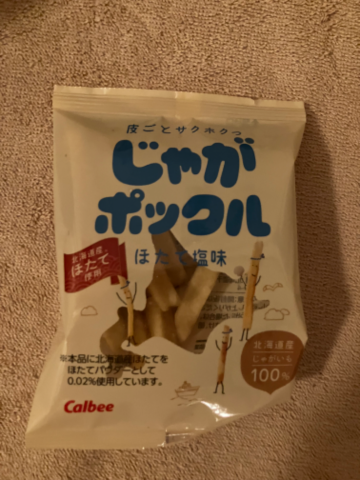 皮ごとサクホクっ
じゃが
ポックル
ほたて塩味
北海道産
ほたて
使用
※本品に北海道産ほたてを
ほたてパウダーとして
0.02%使用しています。
北海道産
じゃがいも
100%
Calbee